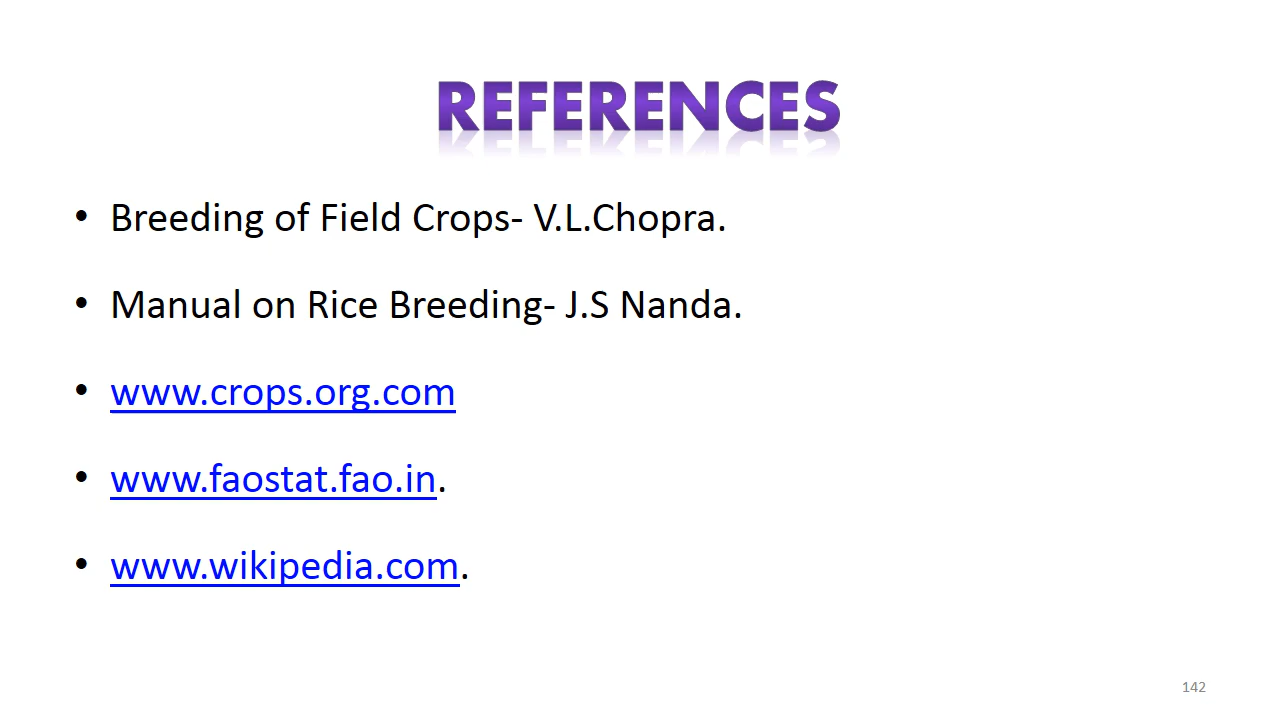 REFERENCES
• Breeding of Field Crops- V.L.Chopra.
• Manual on Rice Breeding- J.S Nanda.
• www.crops.org.com
• www.faostat.fao.in.
• www.wikipedia.com.
142